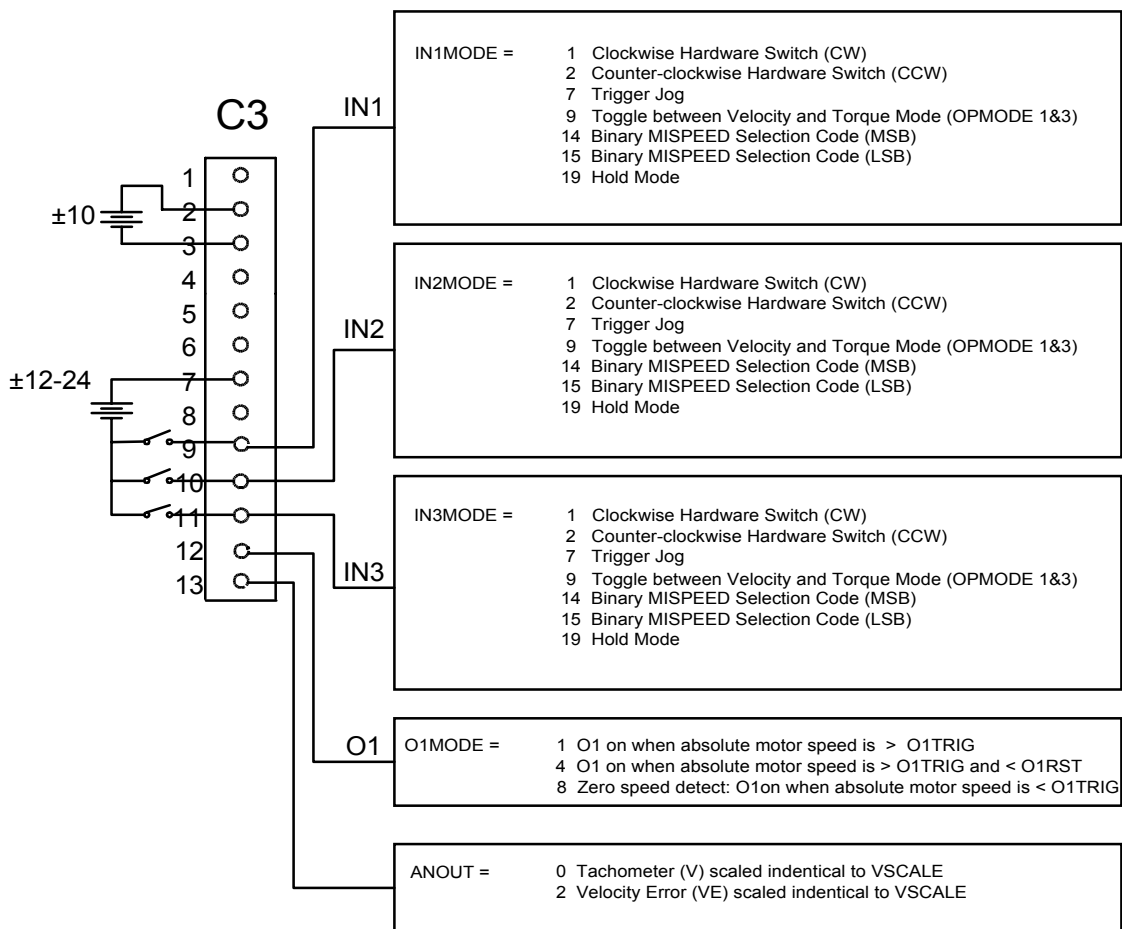 C3
1
2
3
4
5
6
7
8
9
10
11
12
13
±10
±12-24
IN1
IN1MODE = 1 Clockwise Hardware Switch (CW)
2 Counter-clockwise Hardware Switch (CCW)
7 Trigger Jog
9 Toggle between Velocity and Torque Mode (OPMODE 1&3)
14 Binary MISPEED Selection Code (MSB)
15 Binary MISPEED Selection Code (LSB)
19 Hold Mode
IN2
IN2MODE = 1 Clockwise Hardware Switch (CW)
2 Counter-clockwise Hardware Switch (CCW)
7 Trigger Jog
9 Toggle between Velocity and Torque Mode (OPMODE 1&3)
14 Binary MISPEED Selection Code (MSB)
15 Binary MISPEED Selection Code (LSB)
19 Hold Mode
IN3
IN3MODE = 1 Clockwise Hardware Switch (CW)
2 Counter-clockwise Hardware Switch (CCW)
7 Trigger Jog
9 Toggle between Velocity and Torque Mode (OPMODE 1&3)
14 Binary MISPEED Selection Code (MSB)
15 Binary MISPEED Selection Code (LSB)
19 Hold Mode
O1
O1MODE = 1 O1 on when absolute motor speed is > O1TRIG
4 O1 on when absolute motor speed is > O1TRIG and < O1RST
8 Zero speed detect: O1on when absolute motor speed is < O1TRIG
ANOUT = 0 Tachometer (V) scaled indentical to VSCALE
2 Velocity Error (VE) scaled indentical to VSCALE